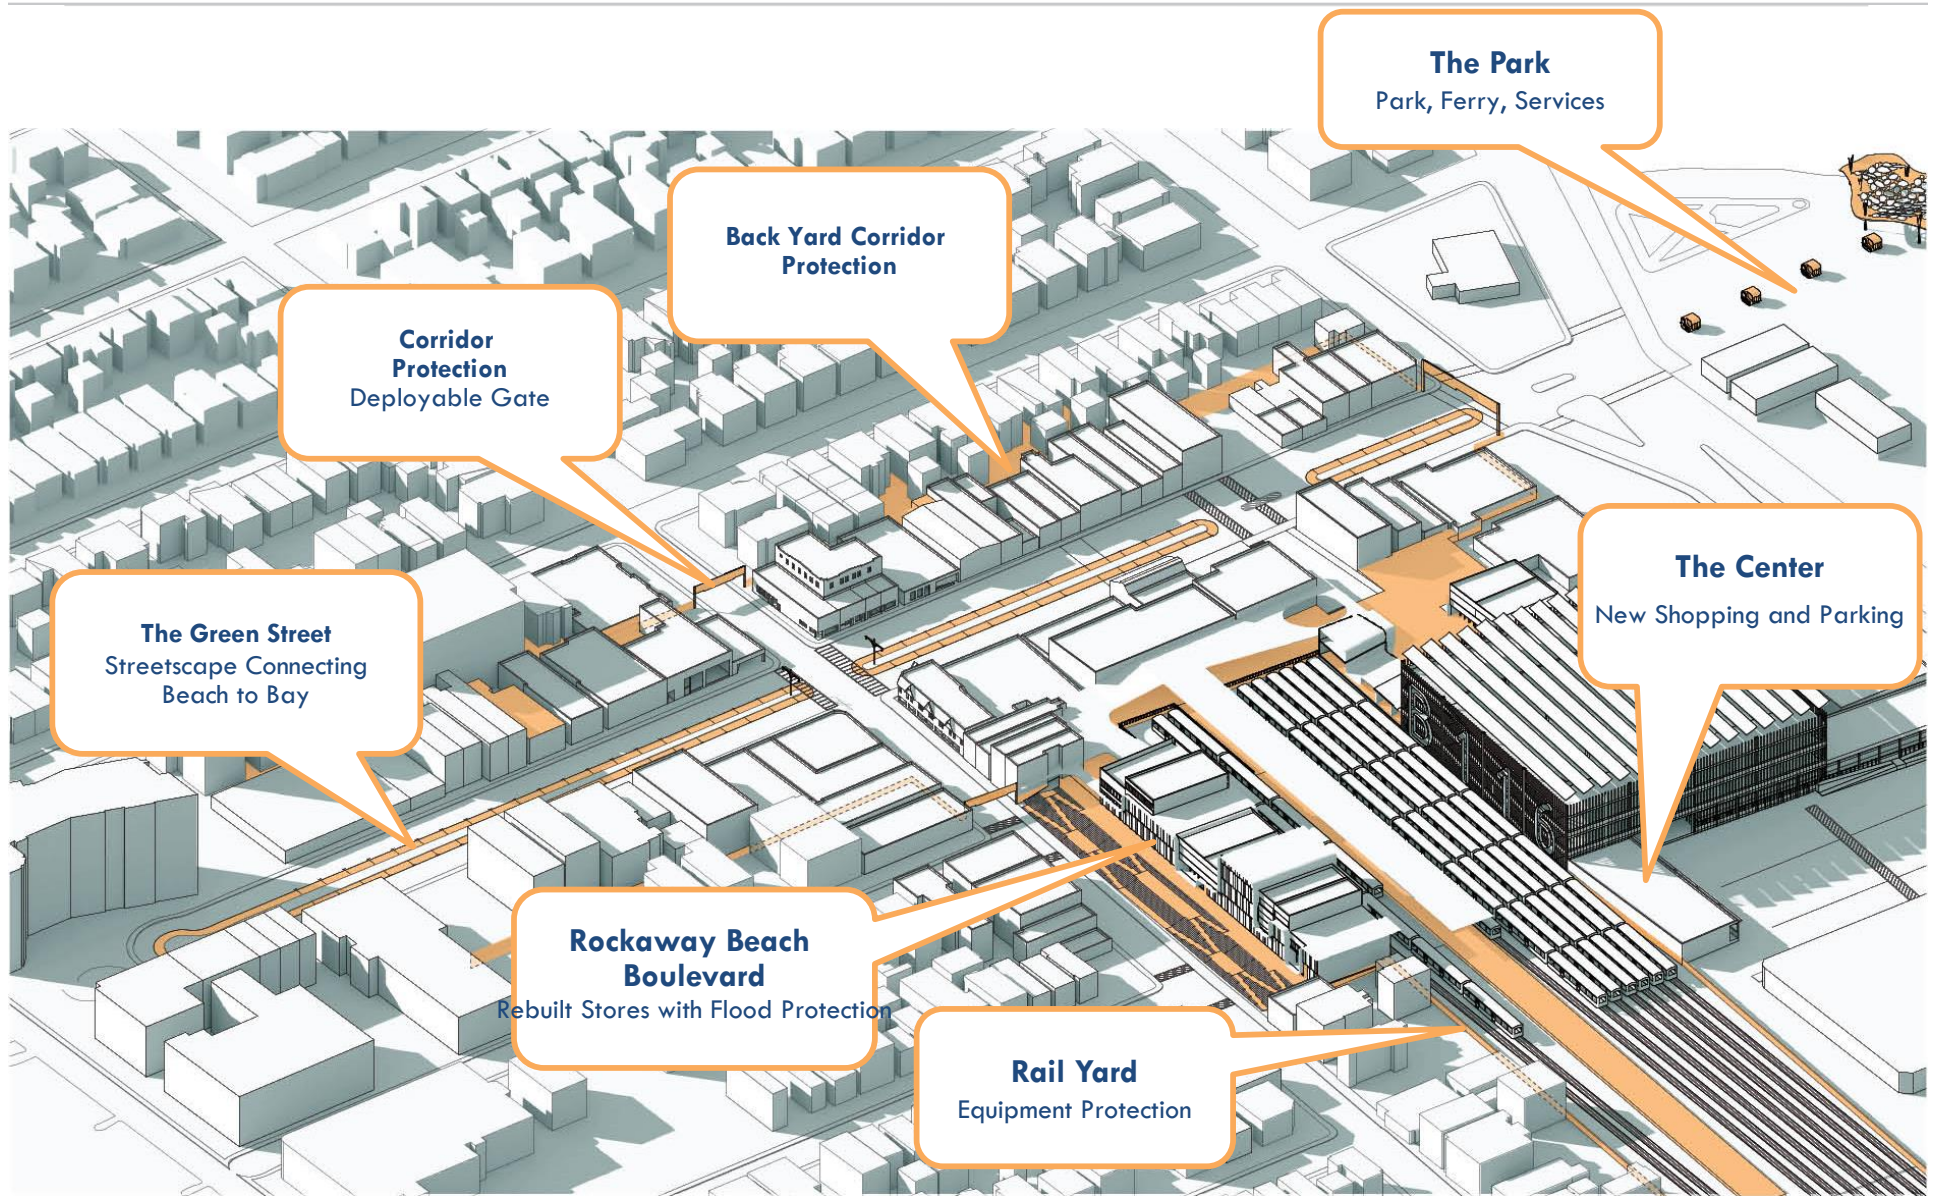 The Park
Park, Ferry, Services
Back Yard Corridor
Protection
Corridor
Protection
Deployable Gate
The Center
New Shopping and Parking
The Green Street
Streetscape Connecting
Beach to Bay
Rockaway Beach
Boulevard
Rebuilt Stores with Flood Protection
Rail Yard
Equipment Protection